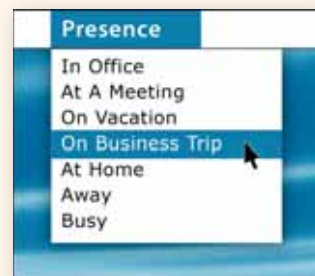 Presence
In Office
At A Meeting
On Vacation
On Business Trip
At Home
Away
Busy